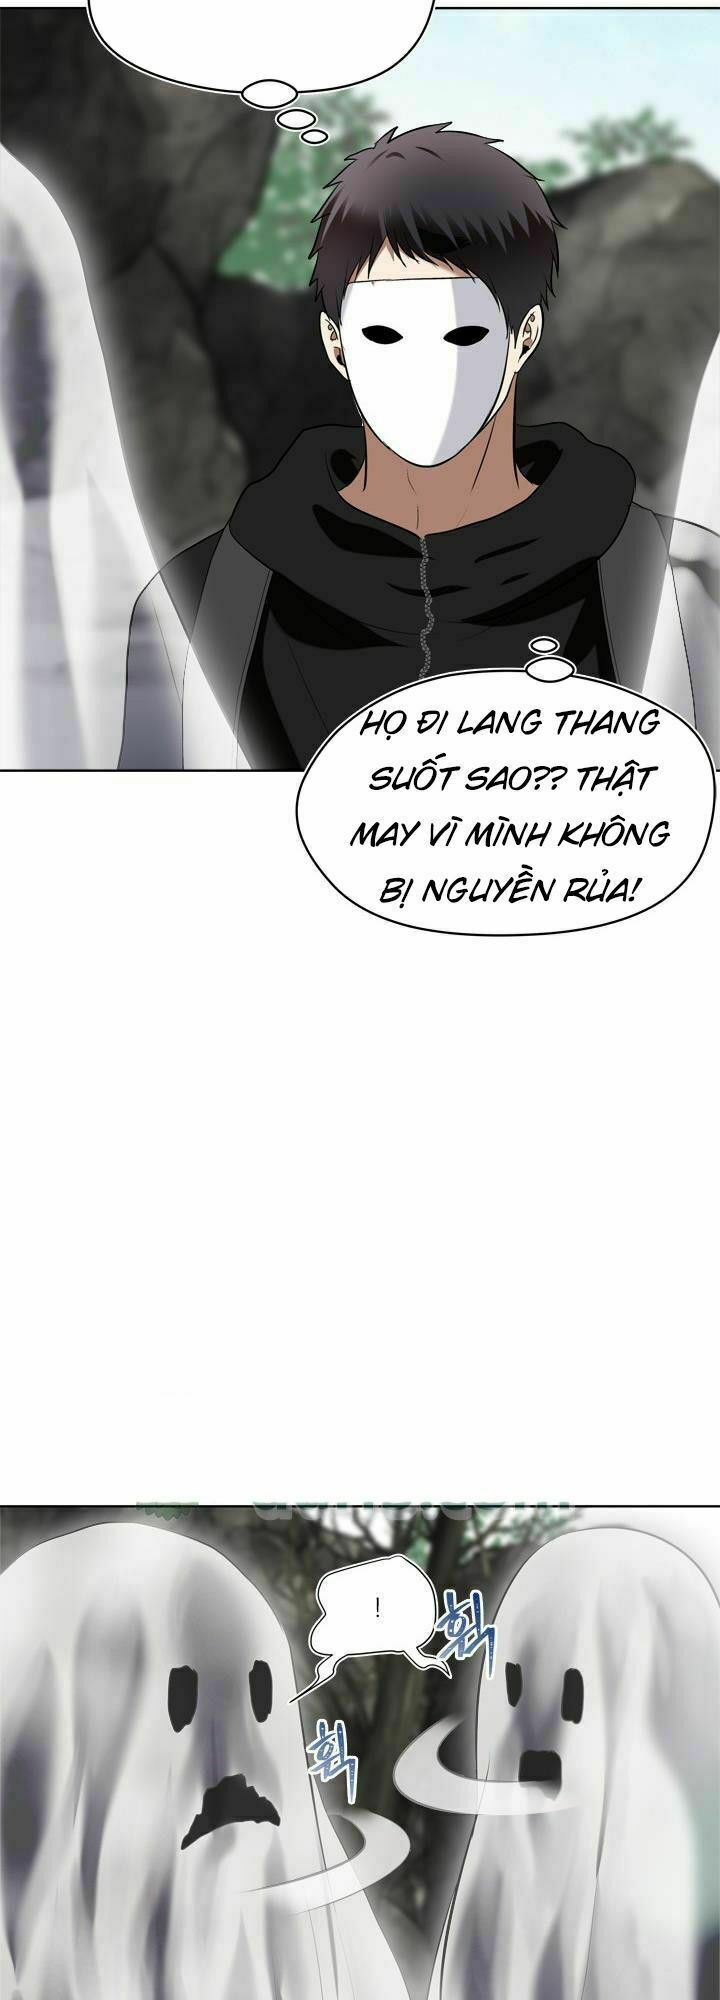 HỌ ĐI LANG THANG
SUỐT SAO?? THẬT
MAY VÌ MÌNH KHÔNG
BỊ NGUYỀN RỦA!
!
휙
휙